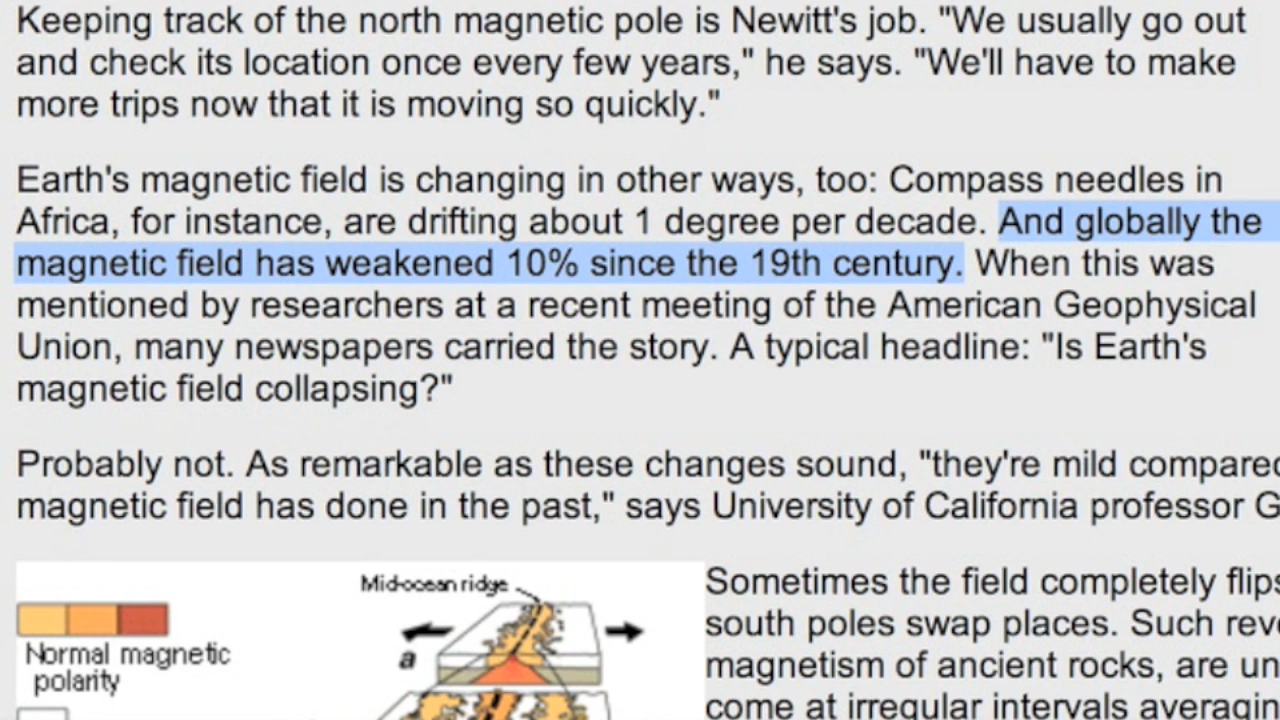 Keeping track of the north magnetic pole is Newitt's job. "We usually go out
and check its location once every few years," he says. "We'll have to make
more trips now that it is moving so quickly."
Earth's magnetic field is changing in other ways, too: Compass needles in
Africa, for instance, are drifting about 1 degree per decade. And globally the
magnetic field has weakened 10% since the 19th century. When this was
mentioned by researchers at a recent meeting of the American Geophysical
Union, many newspapers carried the story. A typical headline: "Is Earth's
magnetic field collapsing?"
Probably not. As remarkable as these changes sound, "they're mild compared
magnetic field has done in the past," says University of California professor G
Mid-ocean ridge
Normal magnetic
polarity
a
Sometimes the field completely flips
south poles swap places. Such reve
magnetism of ancient rocks, are un
come at irregular intervals averagin